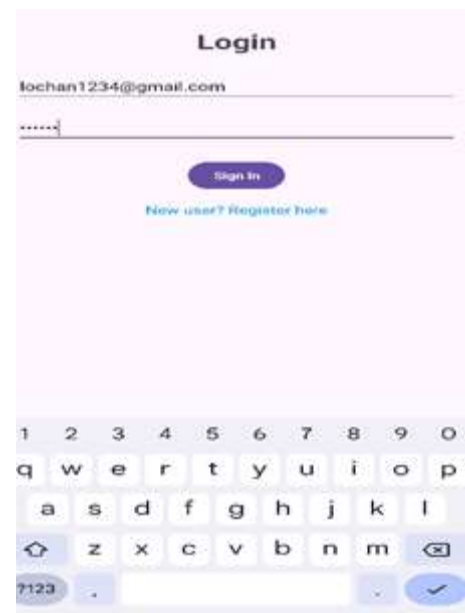 Login
lochan1234@gmail.com
••••••
Sign In
New user? Register here
1 2 3 4 5 6 7 8 9 0
q w e r t y u i o p
a s d f g h j k l
z x c v b n m
?123 , .